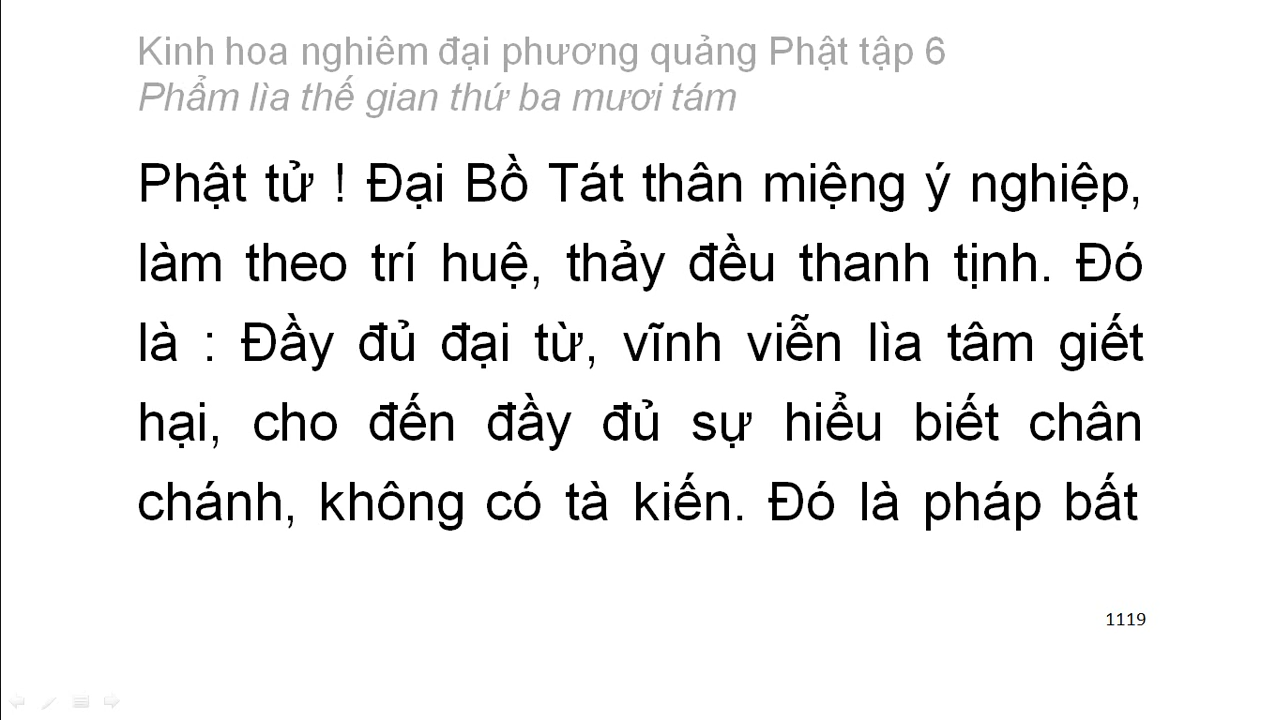 Kinh hoa nghiêm đại phương quảng Phật tập 6
Phẩm lìa thế gian thứ ba mươi tám
Phật tử ! Đại Bồ Tát thân miệng ý nghiệp,
làm theo trí huệ, thảy đều thanh tịnh. Đó
là : Đầy đủ đại từ, vĩnh viễn lìa tâm giết
hại, cho đến đầy đủ sự hiểu biết chân
chánh, không có tà kiến. Đó là pháp bất
1119